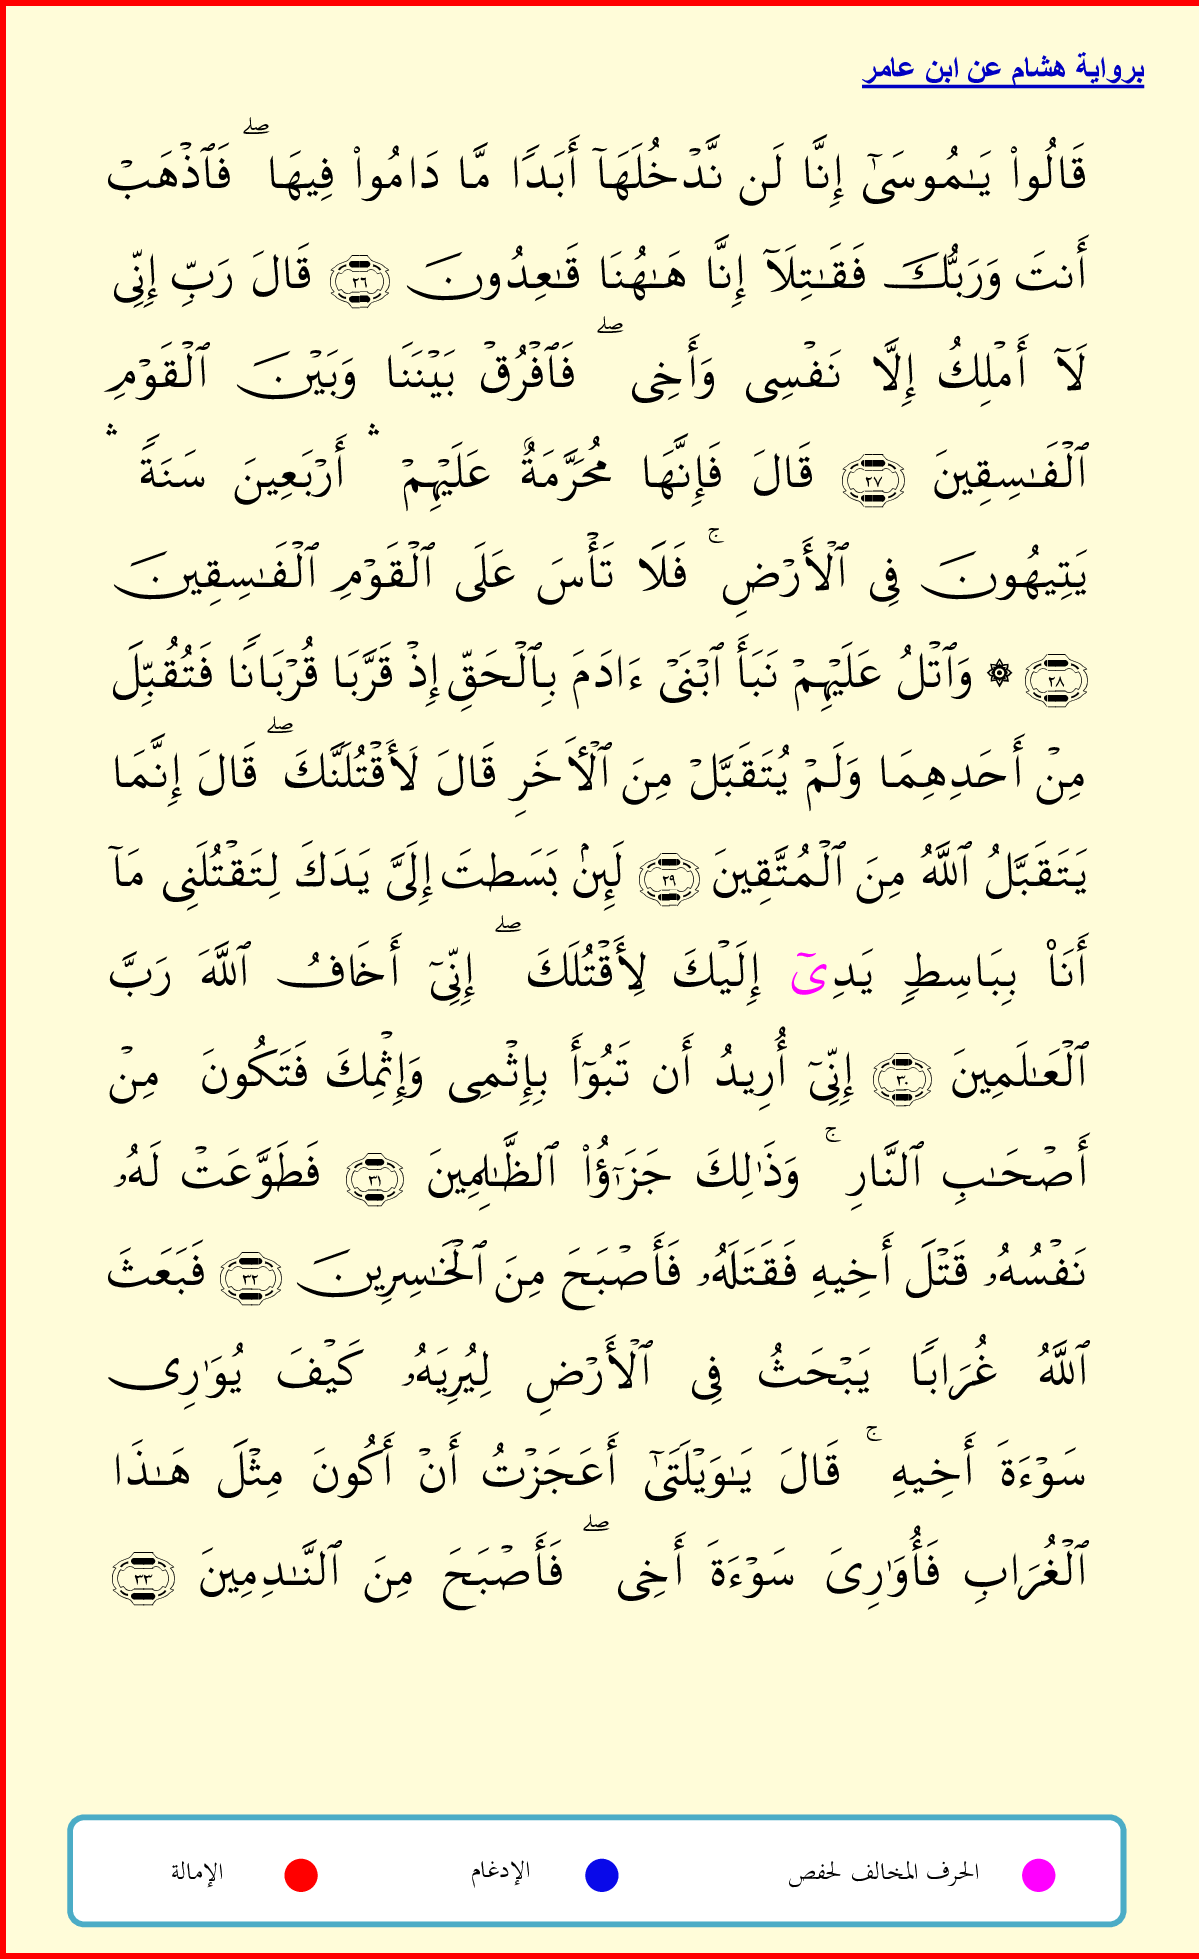 برواية هشام عن ابن عامر
قَالُوا۟ يَـٰمُوسَىٰٓ إِنَّا لَن نَّدۡخُلَهَآ أَبَدًۭا مَّا دَامُوا۟ فِيهَا ۖ فَٱذۡهَبۡ
أَنتَ وَرَبُّكَ فَقَـٰتِلَآ إِنَّا هَـٰهُنَا قَـٰعِدُونَ ٢٦ قَالَ رَبِّ إِنِّى
لَآ أَمۡلِكُ إِلَّا نَفۡسِى وَأَخِى ۖ فَٱفۡرُقۡ بَيۡنَنَا وَبَيۡنَ ٱلۡقَوۡمِ
ٱلۡفَـٰسِقِينَ ٢٧ قَالَ فَإِنَّهَا مُحَرَّمَةٌ عَلَيۡهِمۡ ۛ أَرۡبَعِينَ سَنَةًۭ ۛ
يَتِيهُونَ فِى ٱلۡأَرۡضِ ۚ فَلَا تَأۡسَ عَلَى ٱلۡقَوۡمِ ٱلۡفَـٰسِقِينَ
٢٨ ۞ وَٱتۡلُ عَلَيۡهِمۡ نَبَأَ ٱبۡنَىۡ ءَادَمَ بِٱلۡحَقِّ إِذۡ قَرَّبَا قُرۡبَانًۭا فَتُقُبِّلَ
مِنۡ أَحَدِهِمَا وَلَمۡ يُتَقَبَّلۡ مِنَ ٱلۡـَٔاخَرِ قَالَ لَأَقۡتُلَنَّكَ ۖ قَالَ إِنَّمَا
يَتَقَبَّلُ ٱللَّهُ مِنَ ٱلۡمُتَّقِينَ ٢٩ لَئِنۢ بَسَطتَ إِلَىَّ يَدَكَ لِتَقۡتُلَنِى مَآ
أَنَا۠ بِبَاسِطٍۢ يَدِىٓ إِلَيۡكَ لِأَقۡتُلَكَ ۖ إِنِّىٓ أَخَافُ ٱللَّهَ رَبَّ
ٱلۡعَـٰلَمِينَ ٣٠ إِنِّىٓ أُرِيدُ أَن تَبُوٓأَ بِإِثۡمِى وَإِثۡمِكَ فَتَكُونَ مِنۡ
أَصۡحَـٰبِ ٱلنَّارِ ۚ وَذَٰلِكَ جَزَٰٓؤُا۟ ٱلظَّـٰلِمِينَ ٣١ فَطَوَّعَتۡ لَهُۥ
نَفۡسُهُۥ قَتۡلَ أَخِيهِ فَقَتَلَهُۥ فَأَصۡبَحَ مِنَ ٱلۡخَـٰسِرِينَ ٣٢ فَبَعَثَ
ٱللَّهُ غُرَابًۭا يَبۡحَثُ فِى ٱلۡأَرۡضِ لِيُرِيَهُۥ كَيۡفَ يُوَٰرِى
سَوۡءَةَ أَخِيهِ ۚ قَالَ يَـٰوَيۡلَتَىٰٓ أَعَجَزۡتُ أَنۡ أَكُونَ مِثۡلَ هَـٰذَا
ٱلۡغُرَابِ فَأُوَٰرِىَ سَوۡءَةَ أَخِى ۖ فَأَصۡبَحَ مِنَ ٱلنَّـٰدِمِينَ ٣٣
الحرف المخالف لحفص الإدغام الإمالة